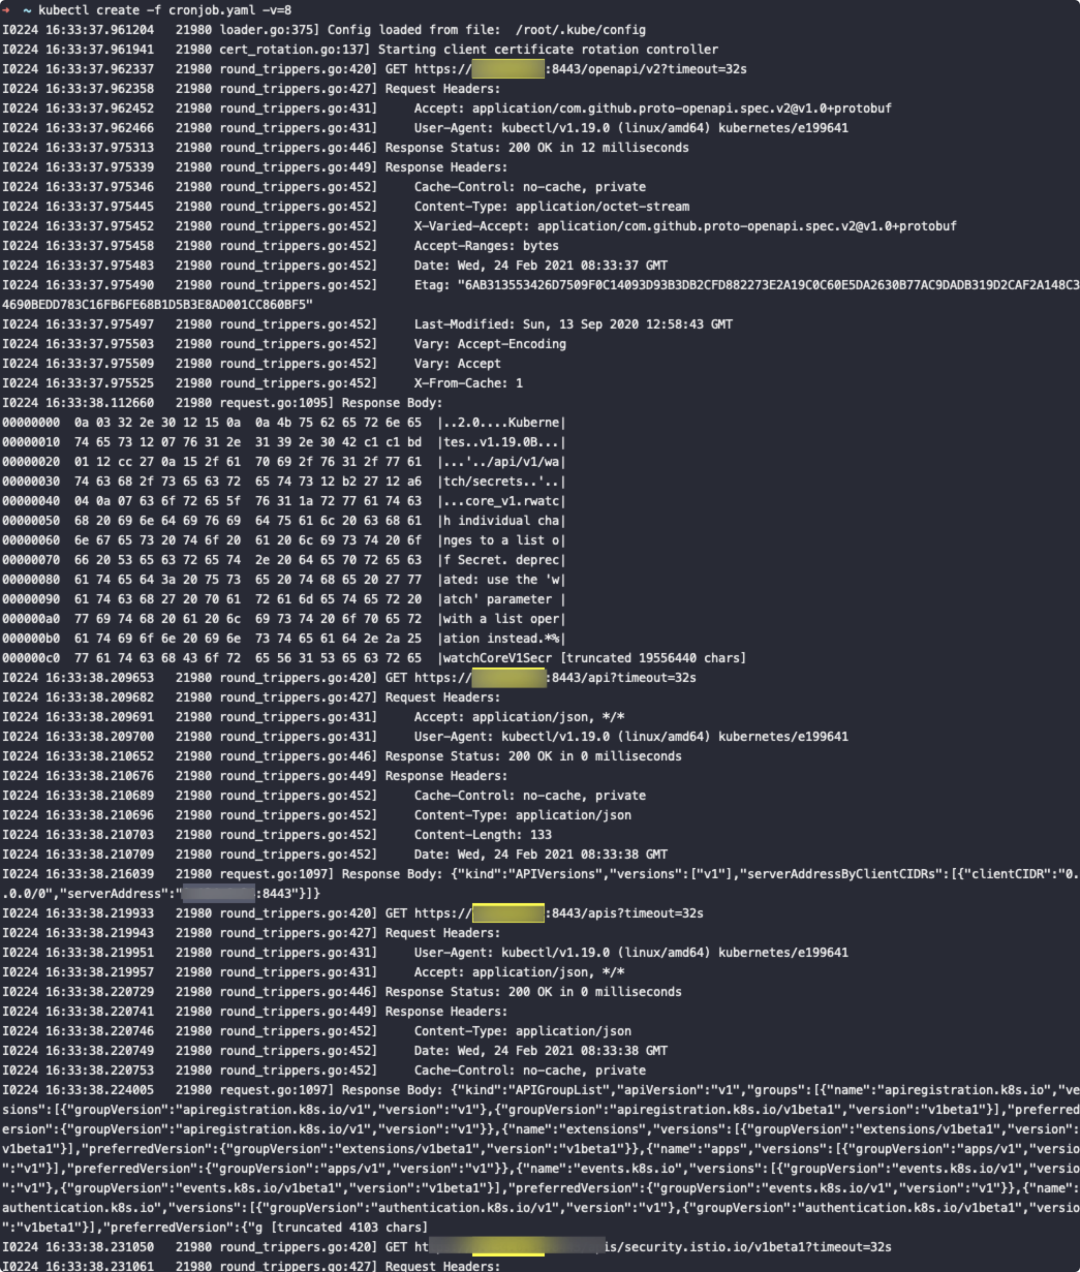 ➜ ~ kubectl create -f cronjob.yaml -v=8
I0224 16:33:37.961204 21980 loader.go:375] Config loaded from file: /root/.kube/config
I0224 16:33:37.961941 21980 cert_rotation.go:137] Starting client certificate rotation controller
I0224 16:33:37.962337 21980 round_trippers.go:420] GET https:// :8443/openapi/v2?timeout=32s
I0224 16:33:37.962358 21980 round_trippers.go:427] Request Headers:
I0224 16:33:37.962452 21980 round_trippers.go:431] Accept: application/com.github.proto-openapi.spec.v2@v1.0+protobuf
I0224 16:33:37.962466 21980 round_trippers.go:431] User-Agent: kubectl/v1.19.0 (linux/amd64) kubernetes/e199641
I0224 16:33:37.975313 21980 round_trippers.go:446] Response Status: 200 OK in 12 milliseconds
I0224 16:33:37.975339 21980 round_trippers.go:449] Response Headers:
I0224 16:33:37.975346 21980 round_trippers.go:452] Cache-Control: no-cache, private
I0224 16:33:37.975445 21980 round_trippers.go:452] Content-Type: application/octet-stream
I0224 16:33:37.975452 21980 round_trippers.go:452] X-Varied-Accept: application/com.github.proto-openapi.spec.v2@v1.0+protobuf
I0224 16:33:37.975458 21980 round_trippers.go:452] Accept-Ranges: bytes
I0224 16:33:37.975483 21980 round_trippers.go:452] Date: Wed, 24 Feb 2021 08:33:37 GMT
I0224 16:33:37.975490 21980 round_trippers.go:452] Etag: "6AB313553426D7509F0C14093D93B3DB2CFD882273E2A19C0C60E5DA2630B77AC9DADB319D2CAF2A148C3
4690BEDD783C16FB6FE68B1D5B3E8AD001CC860BF5"
I0224 16:33:37.975497 21980 round_trippers.go:452] Last-Modified: Sun, 13 Sep 2020 12:58:43 GMT
I0224 16:33:37.975503 21980 round_trippers.go:452] Vary: Accept-Encoding
I0224 16:33:37.975509 21980 round_trippers.go:452] Vary: Accept
I0224 16:33:37.975525 21980 round_trippers.go:452] X-From-Cache: 1
I0224 16:33:38.112660 21980 request.go:1095] Response Body:
00000000 0a 03 32 2e 30 12 15 0a 0a 4b 75 62 65 72 6e 65 |..2.0....Kuberne|
00000010 74 65 73 12 07 76 31 2e 31 39 2e 30 42 c1 c1 bd |tes..v1.19.0B...|
00000020 01 12 cc 27 0a 15 2f 61 70 69 2f 76 31 2f 77 61 |...'../api/v1/wa|
00000030 74 63 68 2f 73 65 63 72 65 74 73 12 b2 27 12 a6 |tch/secrets..'..|
00000040 04 0a 07 63 6f 72 65 5f 76 31 1a 72 77 61 74 63 |...core_v1.rwatc|
00000050 68 20 69 6e 64 69 76 69 64 75 61 6c 20 63 68 61 |h individual cha|
00000060 6e 67 65 73 20 74 6f 20 61 20 6c 69 73 74 20 6f |nges to a list o|
00000070 66 20 53 65 63 72 65 74 2e 20 64 65 70 72 65 63 |f Secret. deprec|
00000080 61 74 65 64 3a 20 75 73 65 20 74 68 65 20 27 77 |ated: use the 'w|
00000090 61 74 63 68 27 20 70 61 72 61 6d 65 74 65 72 20 |atch' parameter |
000000a0 77 69 74 68 20 61 20 6c 69 73 74 20 6f 70 65 72 |with a list oper|
000000b0 61 74 69 6f 6e 20 69 6e 73 74 65 61 64 2e 2a 25 |ation instead.*%|
000000c0 77 61 74 63 68 43 6f 72 65 56 31 53 65 63 72 65 |watchCoreV1Secr [truncated 19556440 chars]
I0224 16:33:38.209653 21980 round_trippers.go:420] GET https:// :8443/api?timeout=32s
I0224 16:33:38.209682 21980 round_trippers.go:427] Request Headers:
I0224 16:33:38.209691 21980 round_trippers.go:431] Accept: application/json, */*
I0224 16:33:38.209700 21980 round_trippers.go:431] User-Agent: kubectl/v1.19.0 (linux/amd64) kubernetes/e199641
I0224 16:33:38.210652 21980 round_trippers.go:446] Response Status: 200 OK in 0 milliseconds
I0224 16:33:38.210676 21980 round_trippers.go:449] Response Headers:
I0224 16:33:38.210689 21980 round_trippers.go:452] Cache-Control: no-cache, private
I0224 16:33:38.210696 21980 round_trippers.go:452] Content-Type: application/json
I0224 16:33:38.210703 21980 round_trippers.go:452] Content-Length: 133
I0224 16:33:38.210709 21980 round_trippers.go:452] Date: Wed, 24 Feb 2021 08:33:38 GMT
I0224 16:33:38.216039 21980 request.go:1097] Response Body: {"kind":"APIVersions","versions":["v1"],"serverAddressByClientCIDRs":[{"clientCIDR":"0.
.0.0/0","serverAddress":" :8443"}]}
I0224 16:33:38.219933 21980 round_trippers.go:420] GET https:// :8443/apis?timeout=32s
I0224 16:33:38.219943 21980 round_trippers.go:427] Request Headers:
I0224 16:33:38.219951 21980 round_trippers.go:431] User-Agent: kubectl/v1.19.0 (linux/amd64) kubernetes/e199641
I0224 16:33:38.219957 21980 round_trippers.go:431] Accept: application/json, */*
I0224 16:33:38.220729 21980 round_trippers.go:446] Response Status: 200 OK in 0 milliseconds
I0224 16:33:38.220741 21980 round_trippers.go:449] Response Headers:
I0224 16:33:38.220746 21980 round_trippers.go:452] Content-Type: application/json
I0224 16:33:38.220749 21980 round_trippers.go:452] Date: Wed, 24 Feb 2021 08:33:38 GMT
I0224 16:33:38.220753 21980 round_trippers.go:452] Cache-Control: no-cache, private
I0224 16:33:38.224005 21980 request.go:1097] Response Body: {"kind":"APIGroupList","apiVersion":"v1","groups":[{"name":"apiregistration.k8s.io","ve
sions":[{"groupVersion":"apiregistration.k8s.io/v1","version":"v1"},{"groupVersion":"apiregistration.k8s.io/v1beta1","version":"v1beta1"}],"preferred
ersion":{"groupVersion":"apiregistration.k8s.io/v1","version":"v1"}},{"name":"extensions","versions":[{"groupVersion":"extensions/v1beta1","version":
v1beta1"}],"preferredVersion":{"groupVersion":"extensions/v1beta1","version":"v1beta1"}},{"name":"apps","versions":[{"groupVersion":"apps/v1","versio
":"v1"}],"preferredVersion":{"groupVersion":"apps/v1","version":"v1"}},{"name":"events.k8s.io","versions":[{"groupVersion":"events.k8s.io/v1","versio
":"v1"},{"groupVersion":"events.k8s.io/v1beta1","version":"v1beta1"}],"preferredVersion":{"groupVersion":"events.k8s.io/v1","version":"v1"}},{"name":
authentication.k8s.io","versions":[{"groupVersion":"authentication.k8s.io/v1","version":"v1"},{"groupVersion":"authentication.k8s.io/v1beta1","versio
":"v1beta1"}],"preferredVersion":{"g [truncated 4103 chars]
I0224 16:33:38.231050 21980 round_trippers.go:420] GET ht is/security.istio.io/v1beta1?timeout=32s
I0224 16:33:38.231061 21980 round_trippers.go:427] Request Headers: